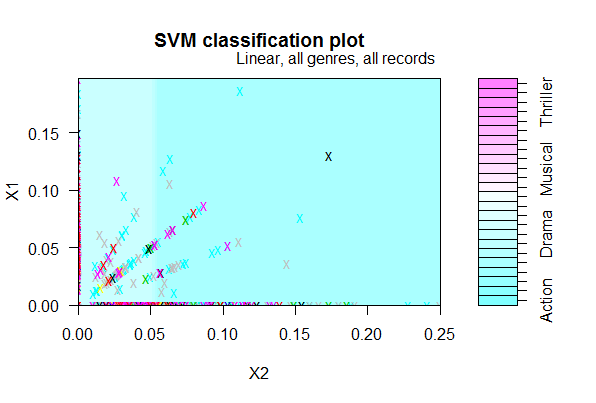 SVM classification plot
Linear, all genres, all records
0.15
0.10
0.05
0.00
X1
0.00 0.05 0.10 0.15 0.20 0.25
X2
Action Drama Musical Thriller